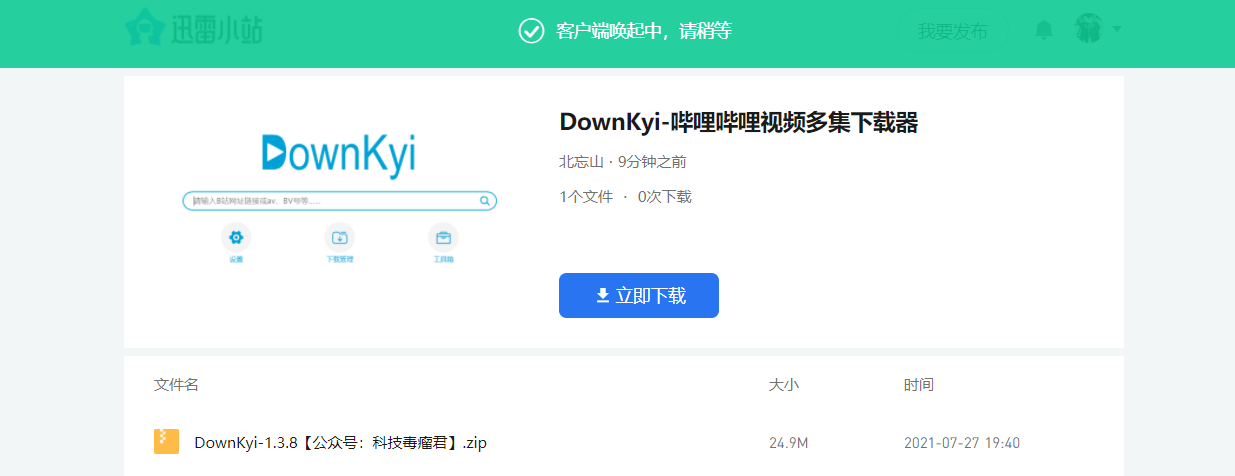 迅雷小站
客户端唤起中，请稍等
我要发布
DownKyi
请输入B站网址链接或av、BV号等......
设置
下载管理
工具箱
DownKyi-哔哩哔哩视频多集下载器
北忘山 · 9分钟之前
1个文件 · 0次下载
立即下载
文件名 大小 时间
DownKyi-1.3.8【公众号：科技毒瘤君】.zip 24.9M 2021-07-27 19:40